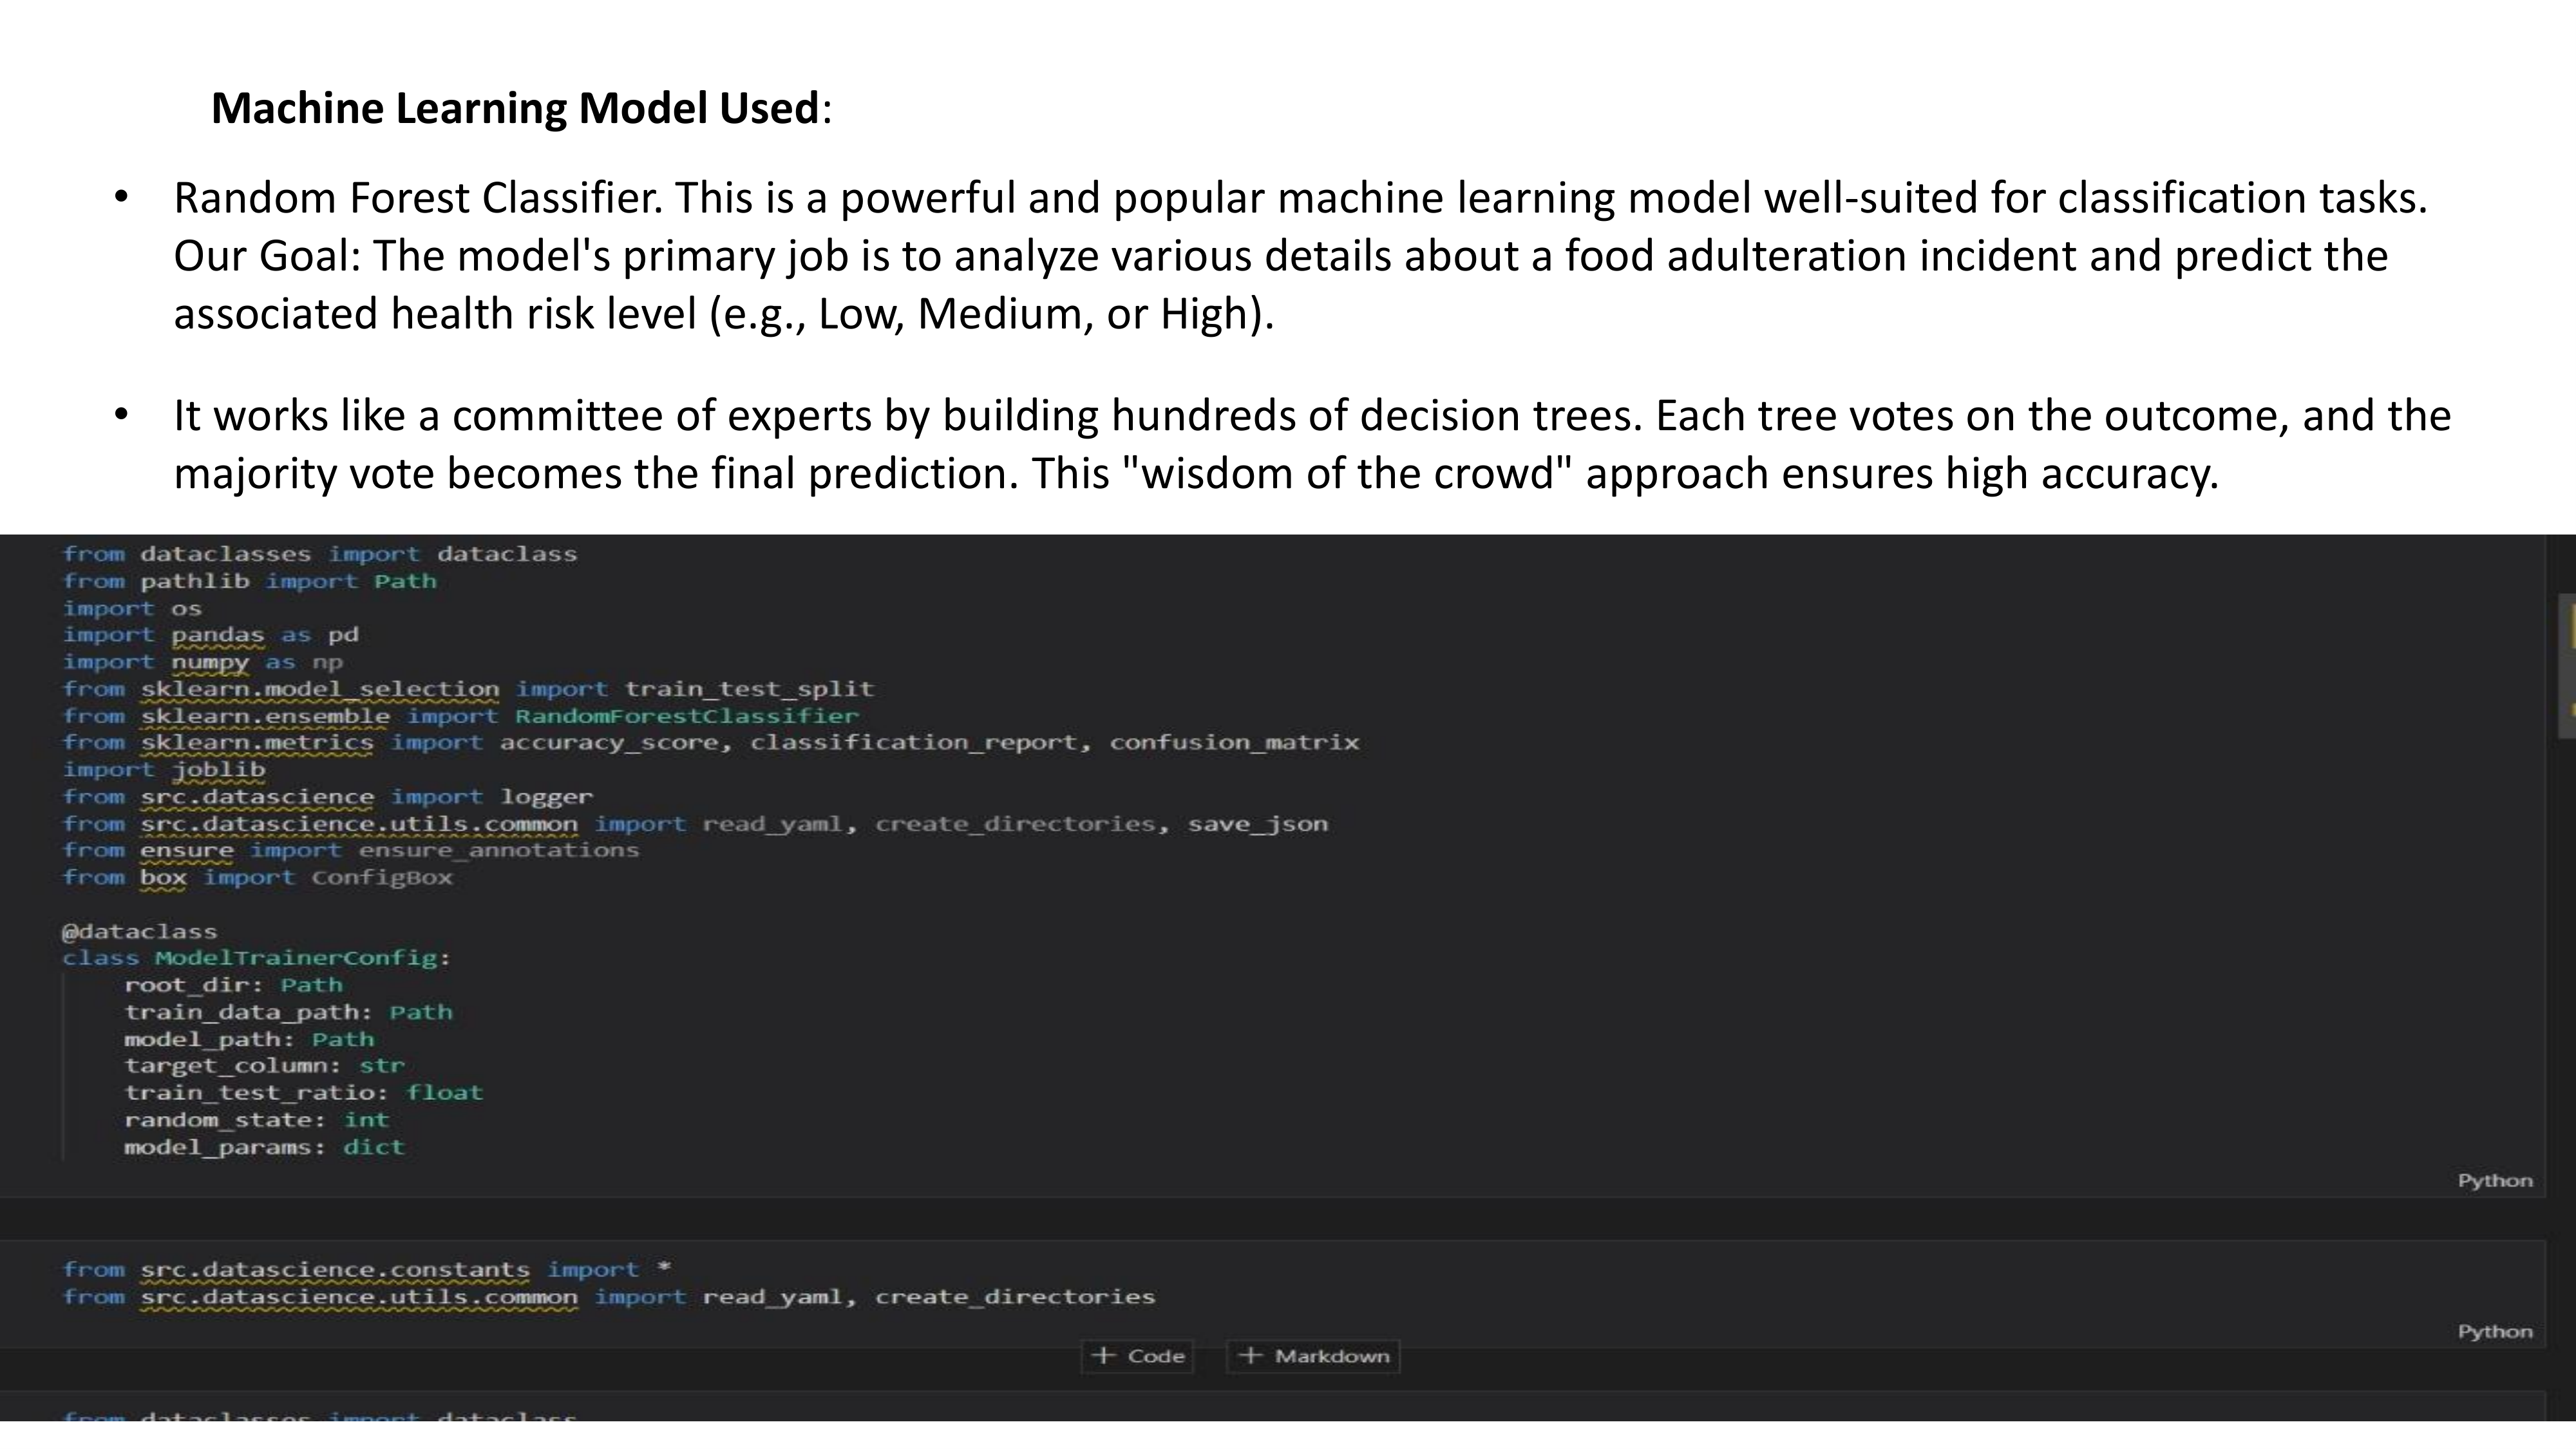 Machine Learning Model Used:
• Random Forest Classifier. This is a powerful and popular machine learning model well-suited for classification tasks.
Our Goal: The model's primary job is to analyze various details about a food adulteration incident and predict the
associated health risk level (e.g., Low, Medium, or High).
• It works like a committee of experts by building hundreds of decision trees. Each tree votes on the outcome, and the
majority vote becomes the final prediction. This "wisdom of the crowd" approach ensures high accuracy.
from dataclasses import dataclass
from pathlib import Path
import os
import pandas as pd
import numpy as np
from sklearn.model_selection import train_test_split
from sklearn.ensemble import RandomForestClassifier
from sklearn.metrics import accuracy_score, classification_report, confusion_matrix
import joblib
from src.datascience import logger
from src.datascience.utils.common import read_yaml, create_directories, save_json
from ensure import ensure_annotations
from box import ConfigBox
@dataclass
class ModelTrainerConfig:
    root_dir: Path
    train_data_path: Path
    model_path: Path
    target_column: str
    train_test_ratio: float
    random_state: int
    model_params: dict
Python
from src.datascience.constants import *
from src.datascience.utils.common import read_yaml, create_directories
Python
+ Code + Markdown
from dataclasses import dataclass